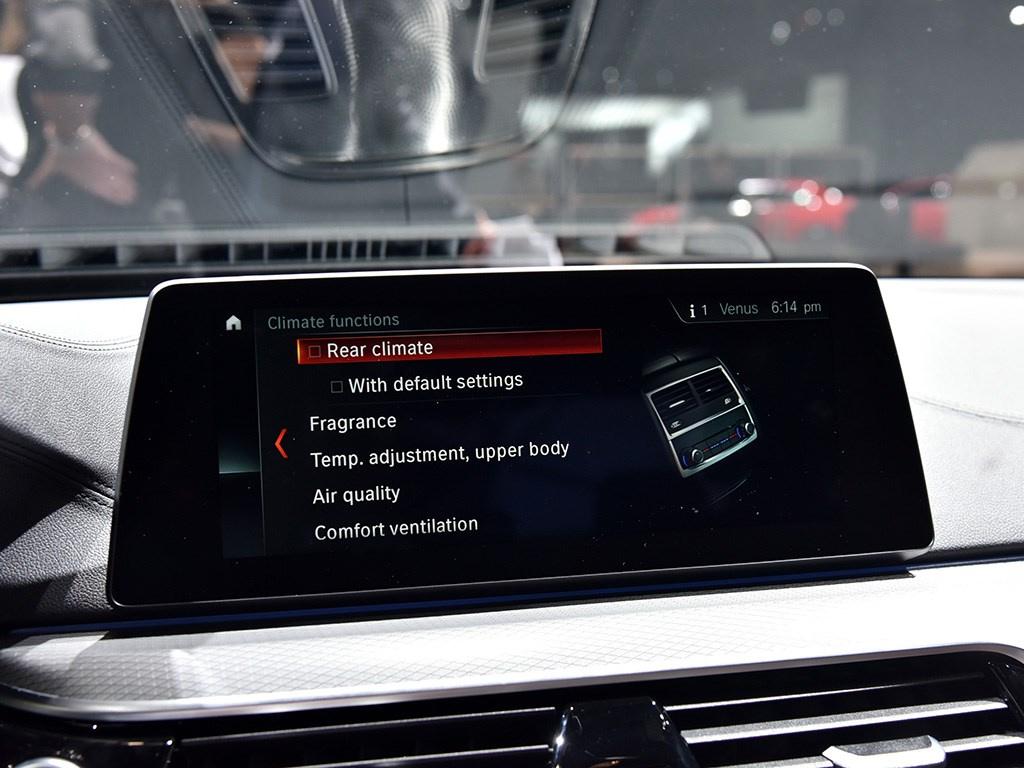 Climate functions
i 1 Venus 6:14 pm
Rear climate
With default settings
Fragrance
Temp. adjustment, upper body
Air quality
Comfort ventilation